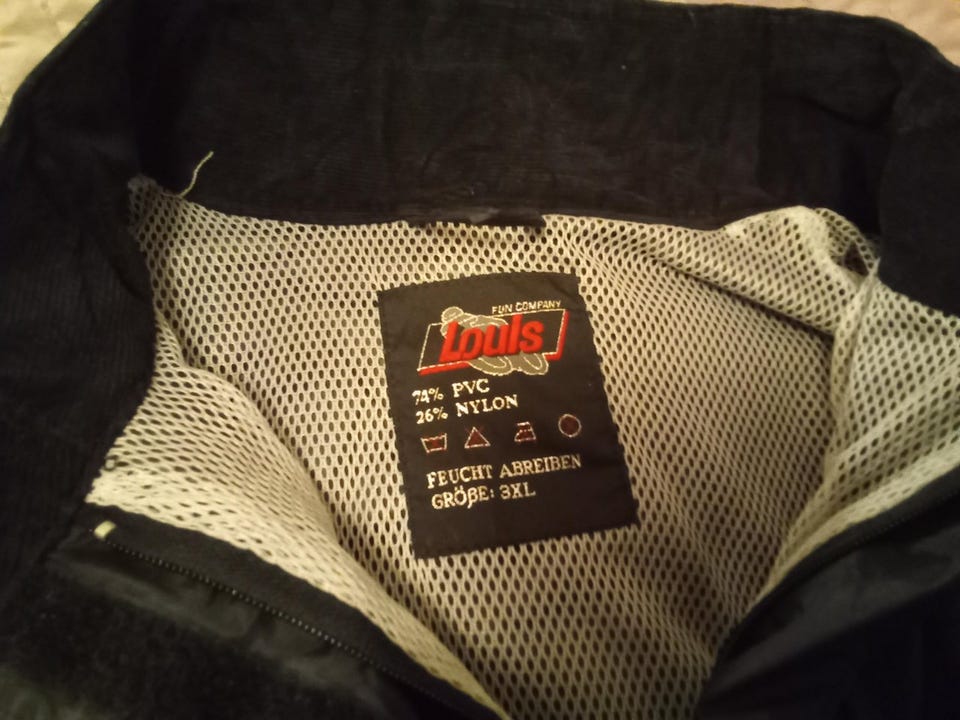 FUN COMPANY
Louis
74% PVC
26% NYLON
FEUCHT ABREIBEN
GRÖßE: 3XL